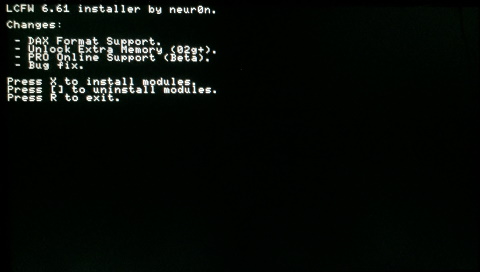 LCFW 6.61 installer by neur0n.
Changes:
- DAX Format Support.
- Unlock Extra Memory (02g+).
- PRO Online Support (Beta).
- Bug fix.
Press X to install modules.
Press [] to uninstall modules.
Press R to exit.